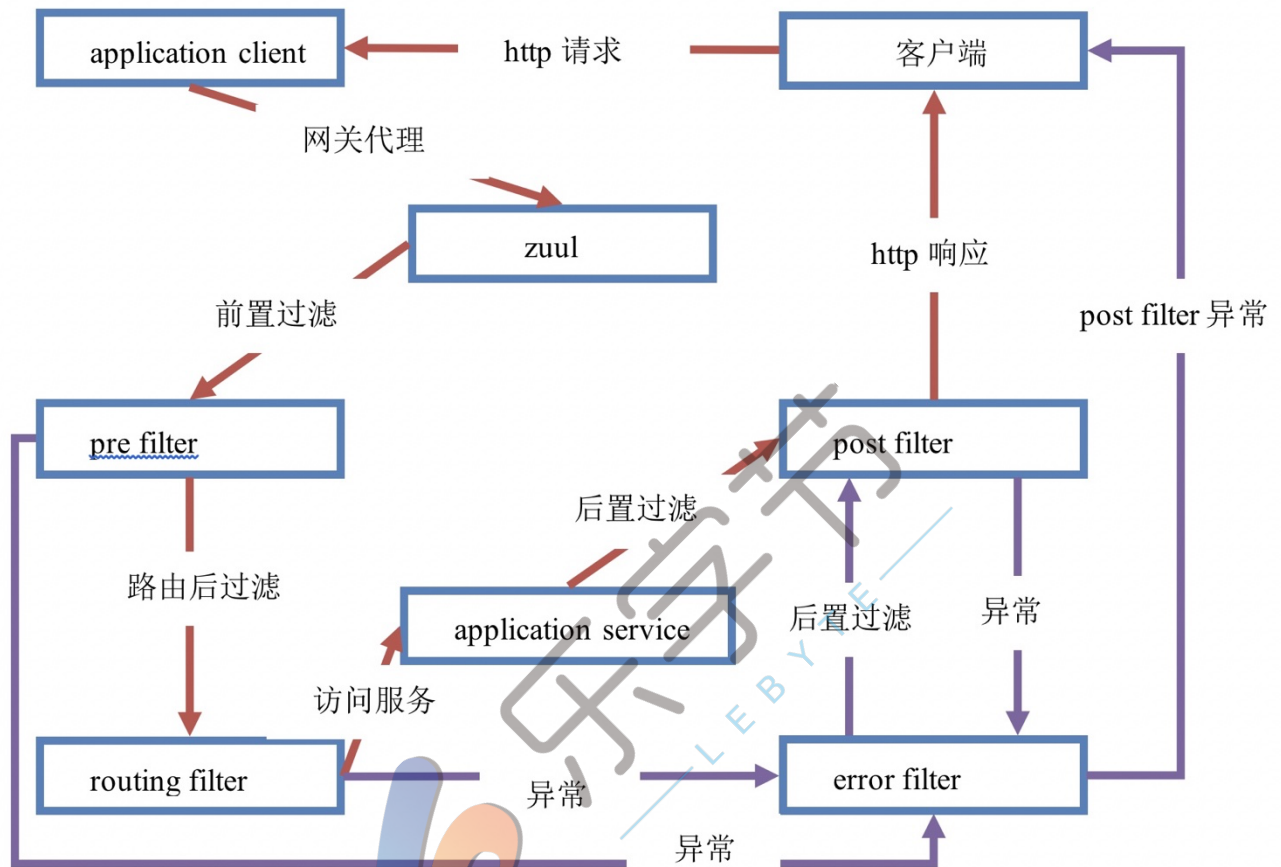 application client
http 请求
客户端
网关代理
zuul
http 响应
前置过滤
post filter 异常
pre filter
post filter
后置过滤
路由后过滤
application service
后置过滤
异常
访问服务
routing filter
异常
error filter
异常
乐字节
LEBYTE